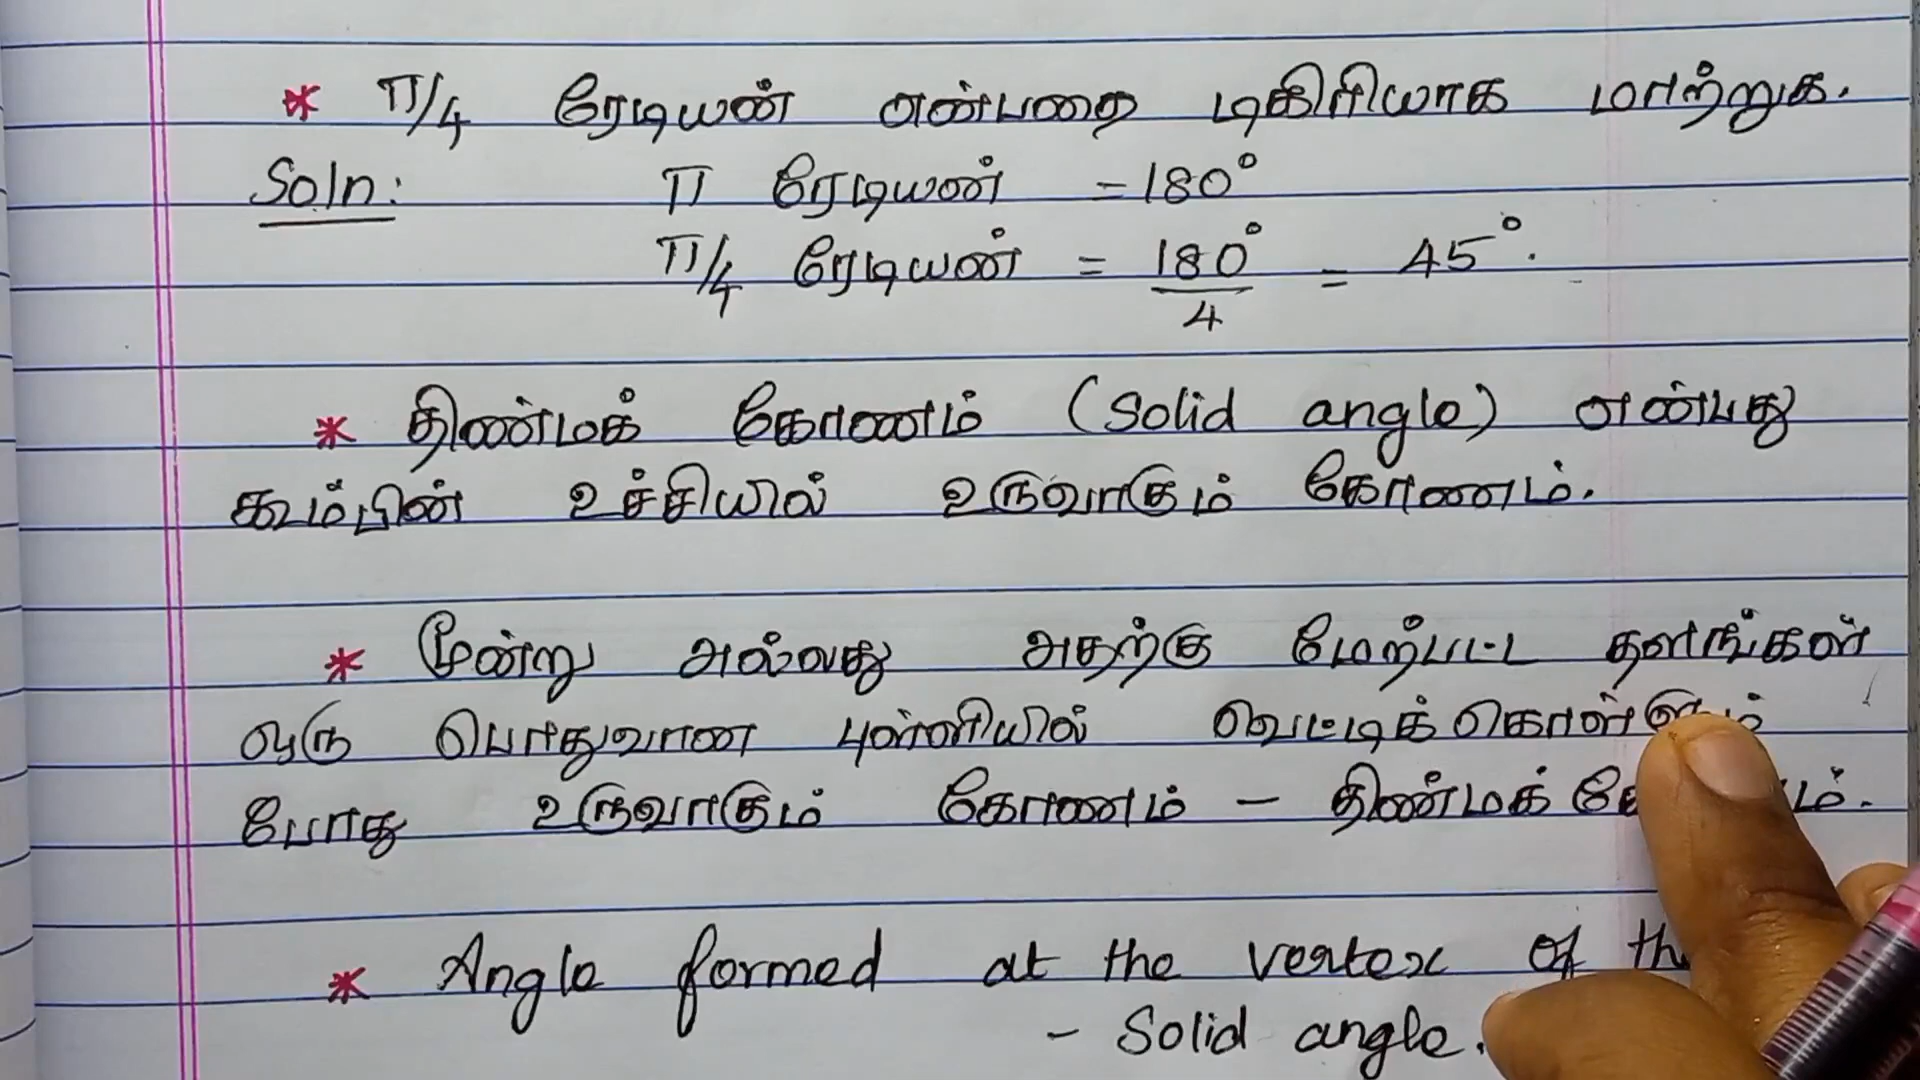 * π/4 ரேடியன் என்பதை டிகிரியாக மாற்றுக.
Soln: π ரேடியன் = 180°
π/4 ரேடியன் = 180°/4 = 45°.
* திண்மக் கோணம் (Solid angle) என்பது
கூம்பின் உச்சியில் உருவாகும் கோணம்.
* மூன்று அல்லது அதற்கு மேற்பட்ட தளங்கள்
ஒரு பொதுவான புள்ளியில் வெட்டிக்
போது உருவாகும் கோணம் – திண்மக்
* Angle formed at the vertex of
– Solid angle.